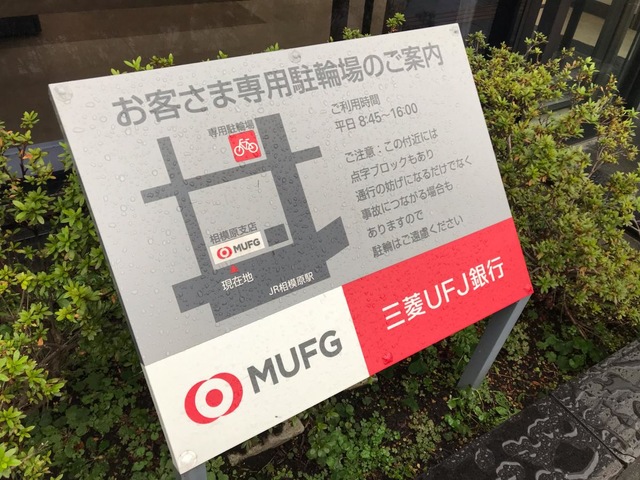 お客さま専用駐輪場のご案内
ご利用時間
平日 8:45～16:00
専用駐輪場
ご注意：この付近には
点字ブロックもあり
通行の妨げになるだけでなく
事故につながる場合も
ありますので
駐輪はご遠慮ください
相模原支店
MUFG
現在地
JR相模原駅
MUFG
三菱UFJ銀行